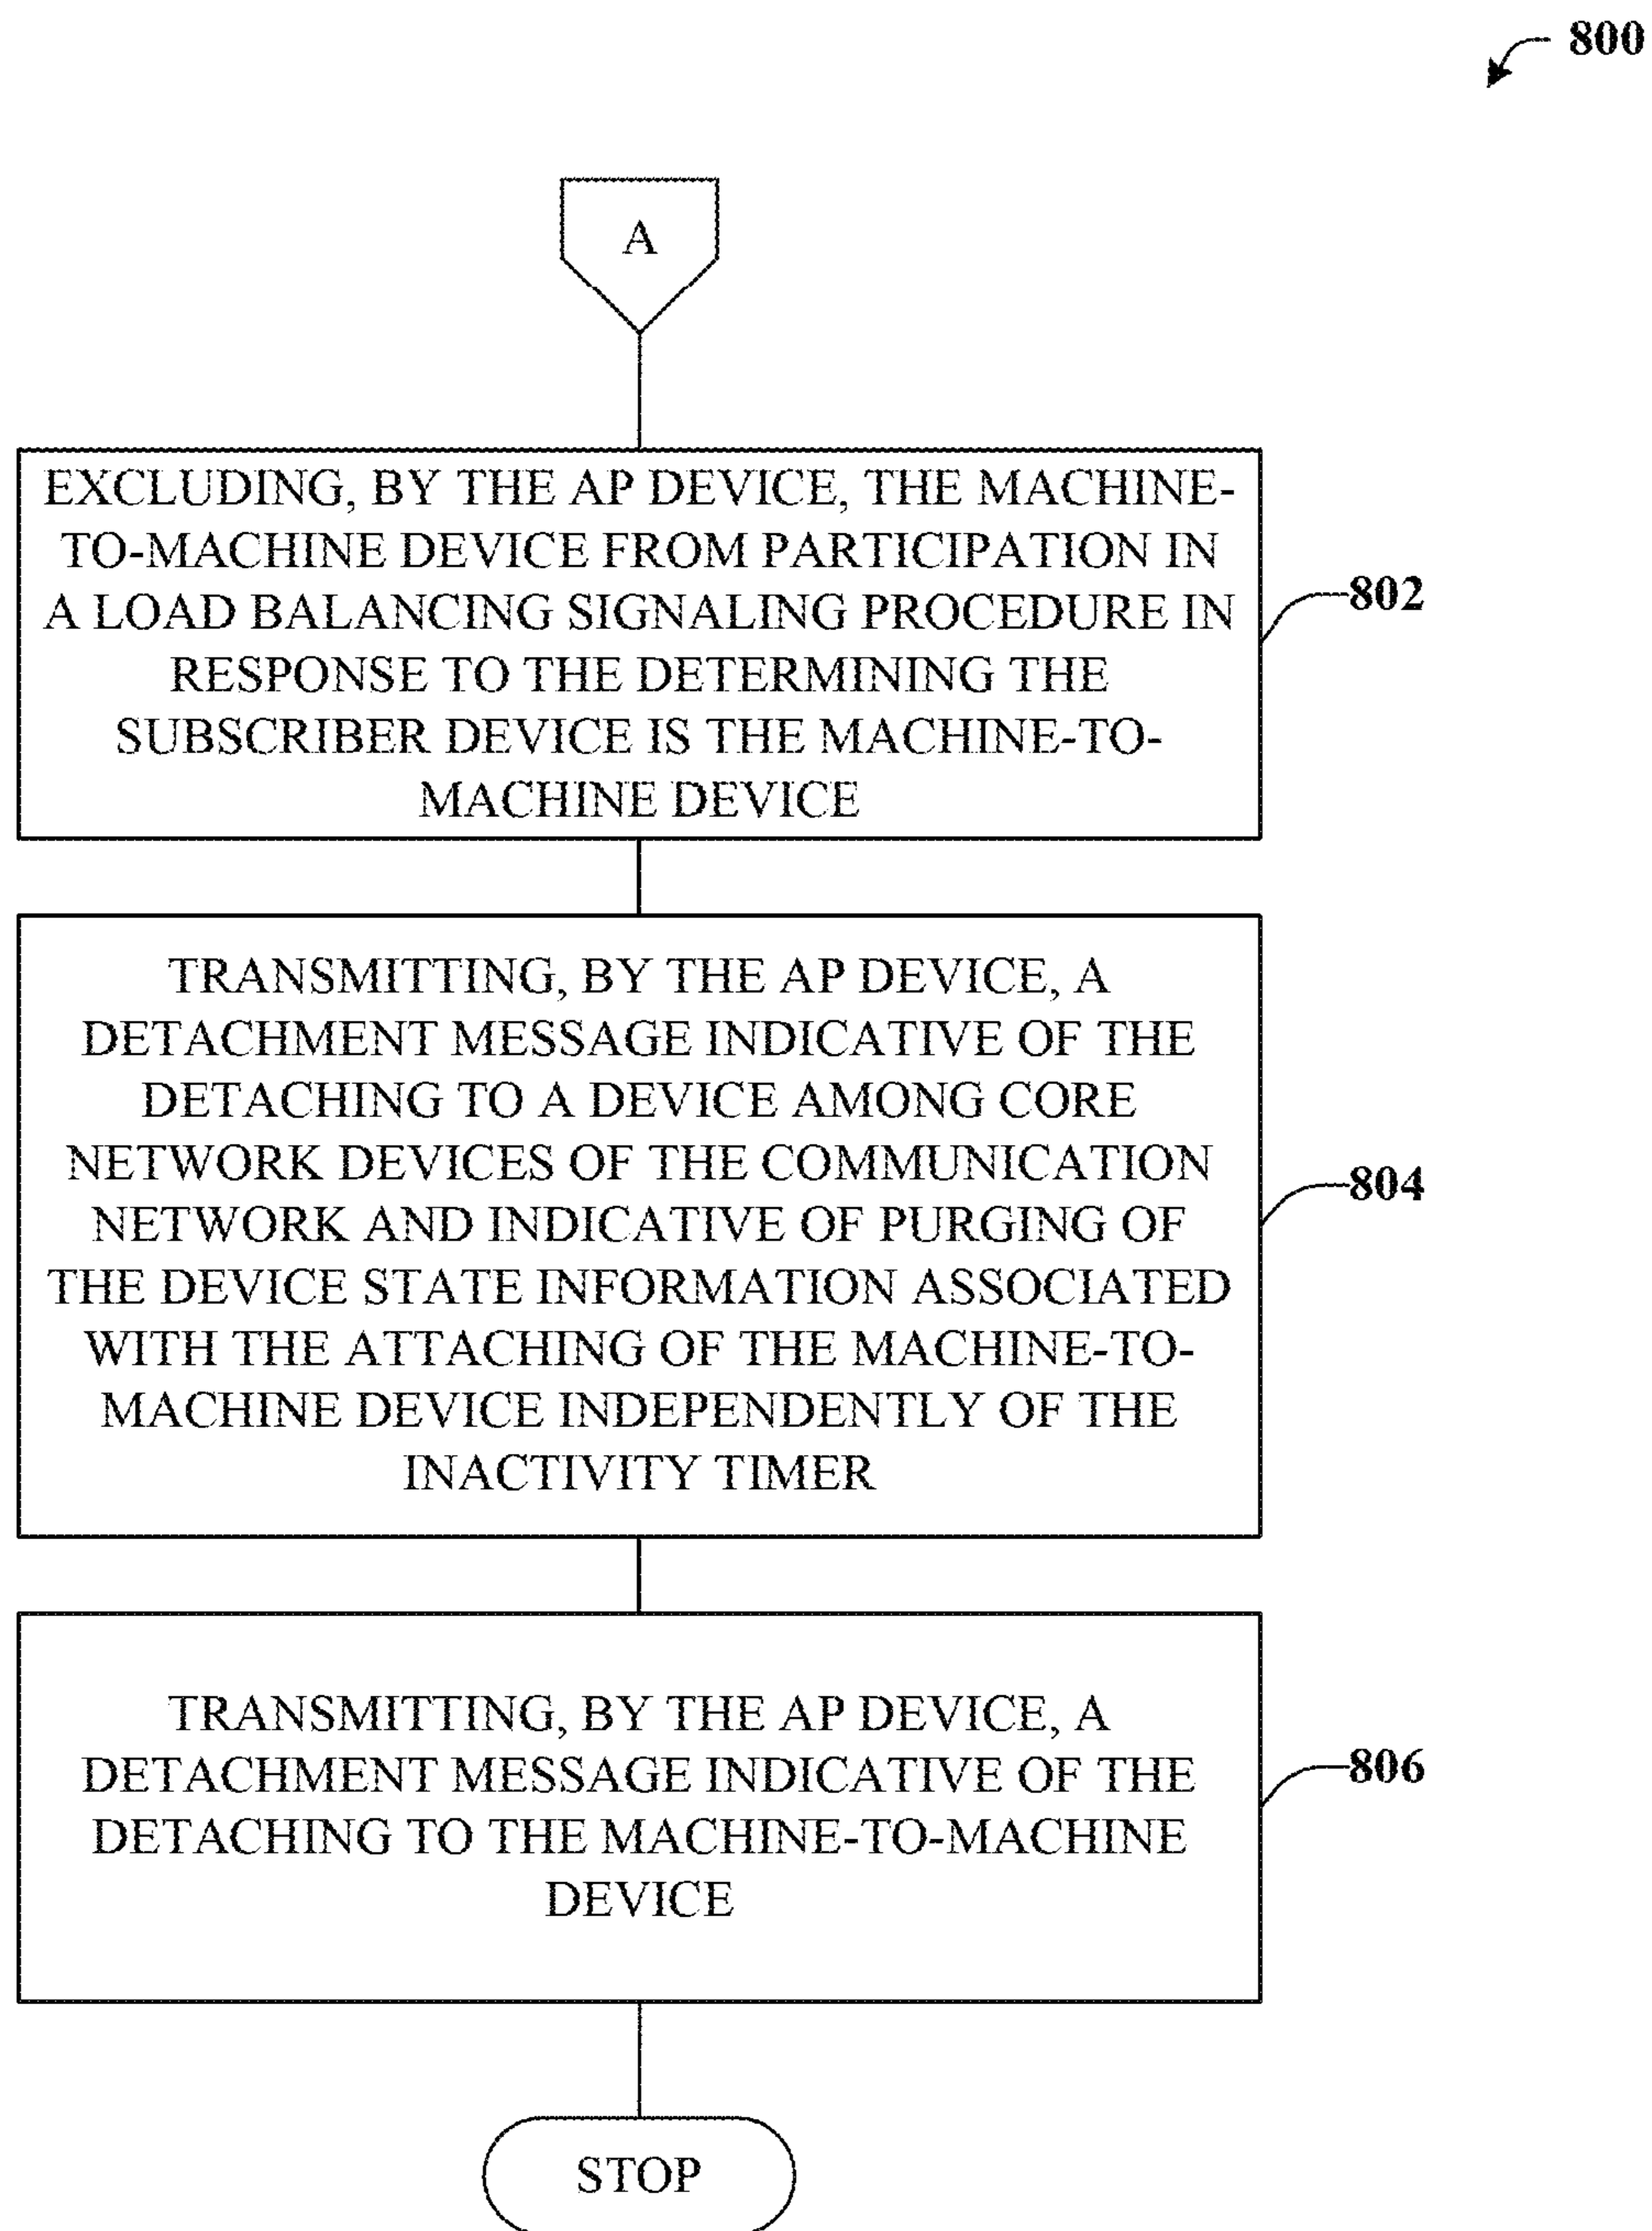 800
A
EXCLUDING, BY THE AP DEVICE, THE MACHINE-
TO-MACHINE DEVICE FROM PARTICIPATION IN
A LOAD BALANCING SIGNALING PROCEDURE IN
RESPONSE TO THE DETERMINING THE
SUBSCRIBER DEVICE IS THE MACHINE-TO-
MACHINE DEVICE
802
TRANSMITTING, BY THE AP DEVICE, A
DETACHMENT MESSAGE INDICATIVE OF THE
DETACHING TO A DEVICE AMONG CORE
NETWORK DEVICES OF THE COMMUNICATION
NETWORK AND INDICATIVE OF PURGING OF
THE DEVICE STATE INFORMATION ASSOCIATED
WITH THE ATTACHING OF THE MACHINE-TO-
MACHINE DEVICE INDEPENDENTLY OF THE
INACTIVITY TIMER
804
TRANSMITTING, BY THE AP DEVICE, A
DETACHMENT MESSAGE INDICATIVE OF THE
DETACHING TO THE MACHINE-TO-MACHINE
DEVICE
806
STOP